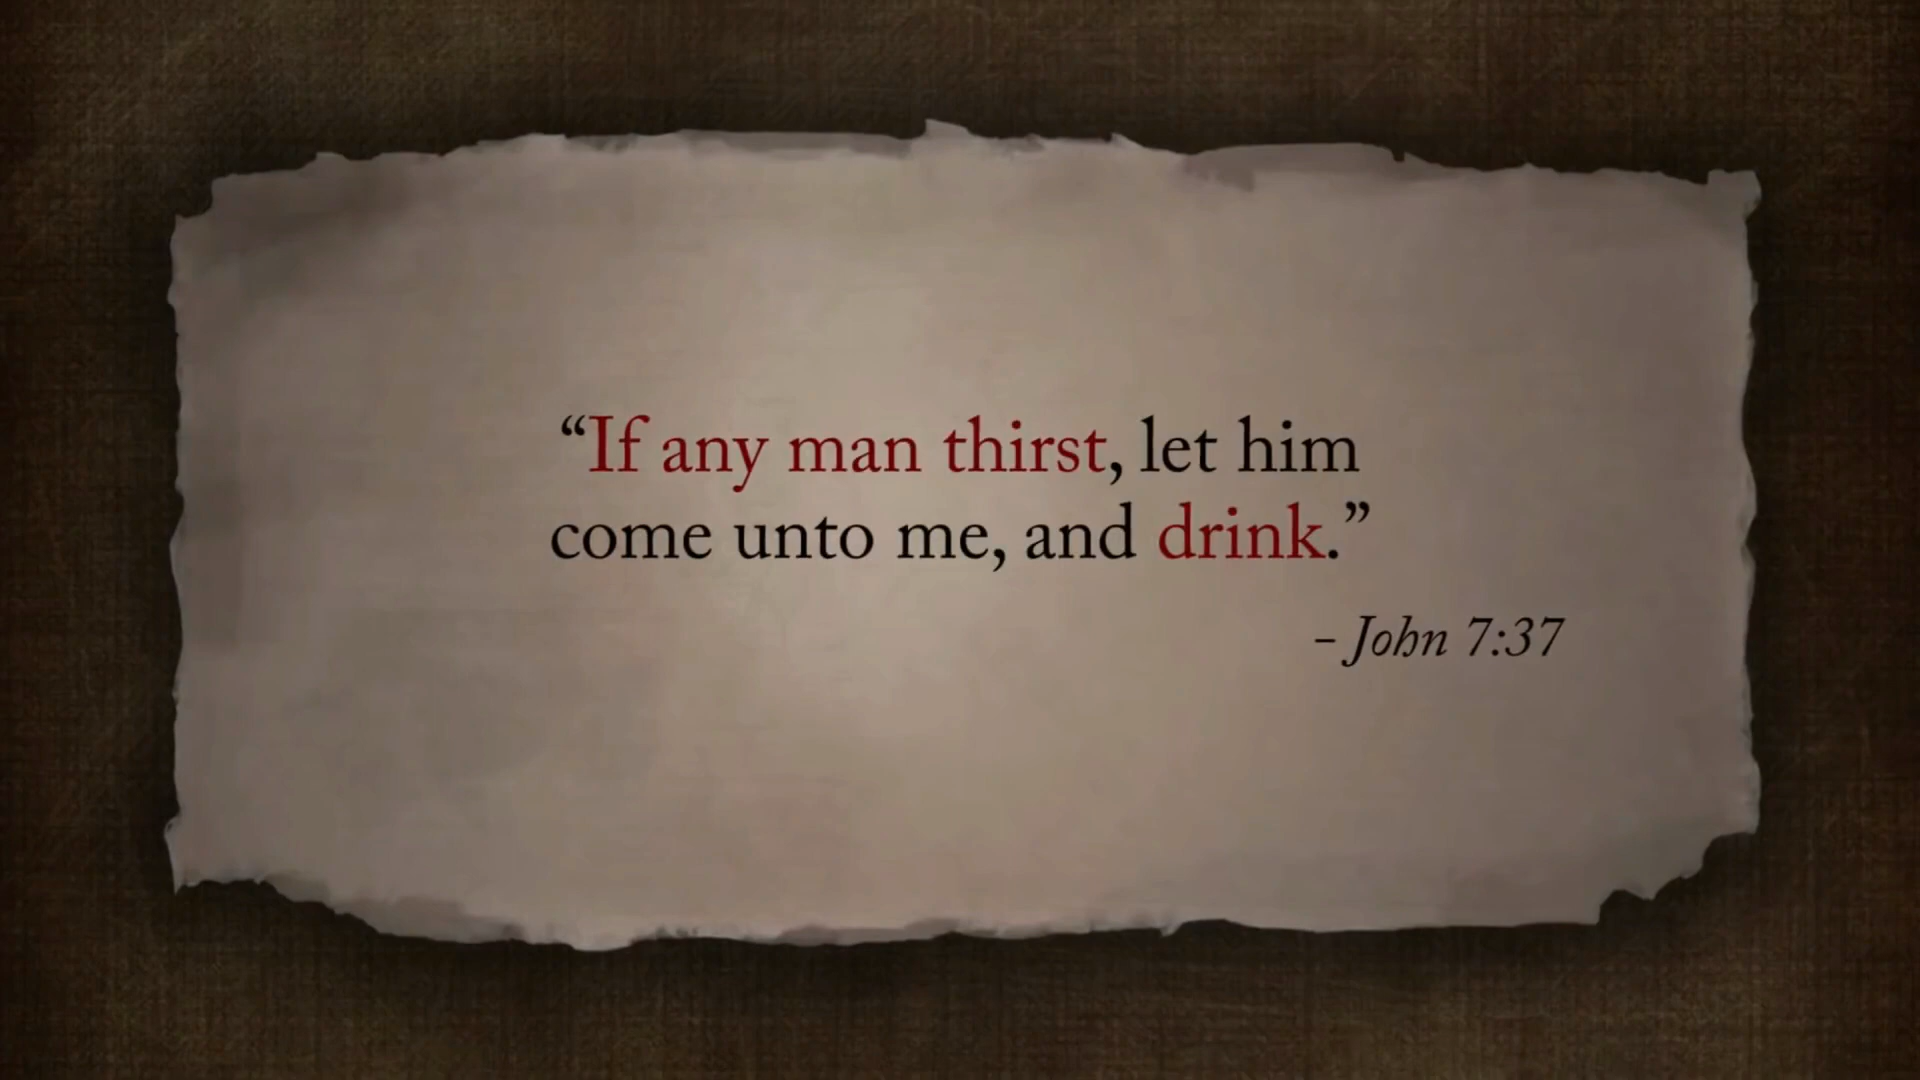 “If any man thirst, let him
come unto me, and drink.”
– John 7:37